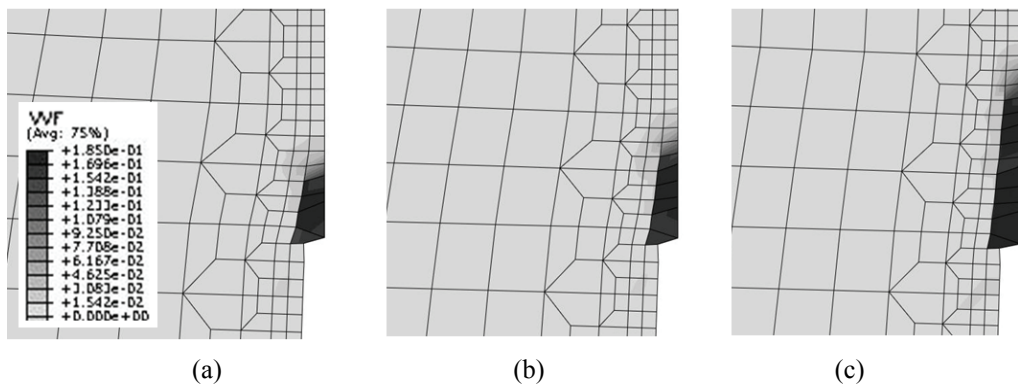 VVF
(Avg: 75%)
+1.850e-01
+1.696e-01
+1.542e-01
+1.388e-01
+1.233e-01
+1.079e-01
+9.250e-02
+7.708e-02
+6.167e-02
+4.625e-02
+3.083e-02
+1.542e-02
+0.000e+00
(a)
(b)
(c)